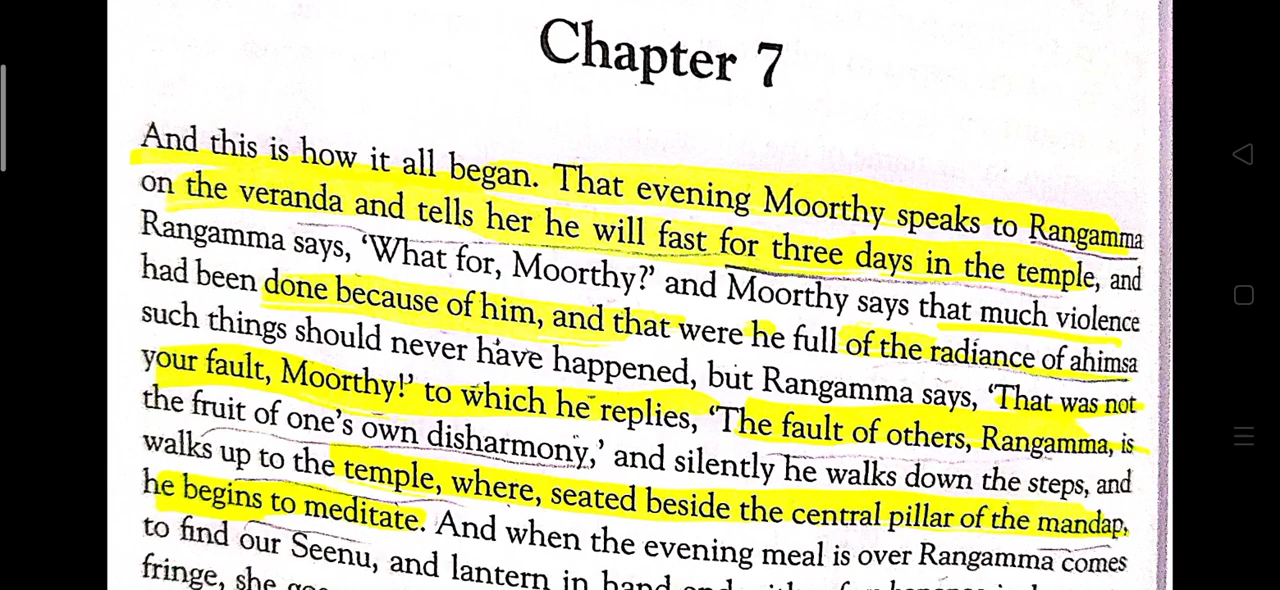 Chapter 7
And this is how it all began. That evening Moorthy speaks to Rangamma
on the veranda and tells her he will fast for three days in the temple, and
Rangamma says, ‘What for, Moorthy?’ and Moorthy says that much violence
had been done because of him, and that were he full of the radiance of ahimsa
such things should never have happened, but Rangamma says, ‘That was not
your fault, Moorthy!’ to which he replies, ‘The fault of others, Rangamma, is
the fruit of one’s own disharmony,’ and silently he walks down the steps, and
walks up to the temple, where, seated beside the central pillar of the mandap,
he begins to meditate. And when the evening meal is over Rangamma comes
to find our Seenu, and lantern in hand and
fringe, she